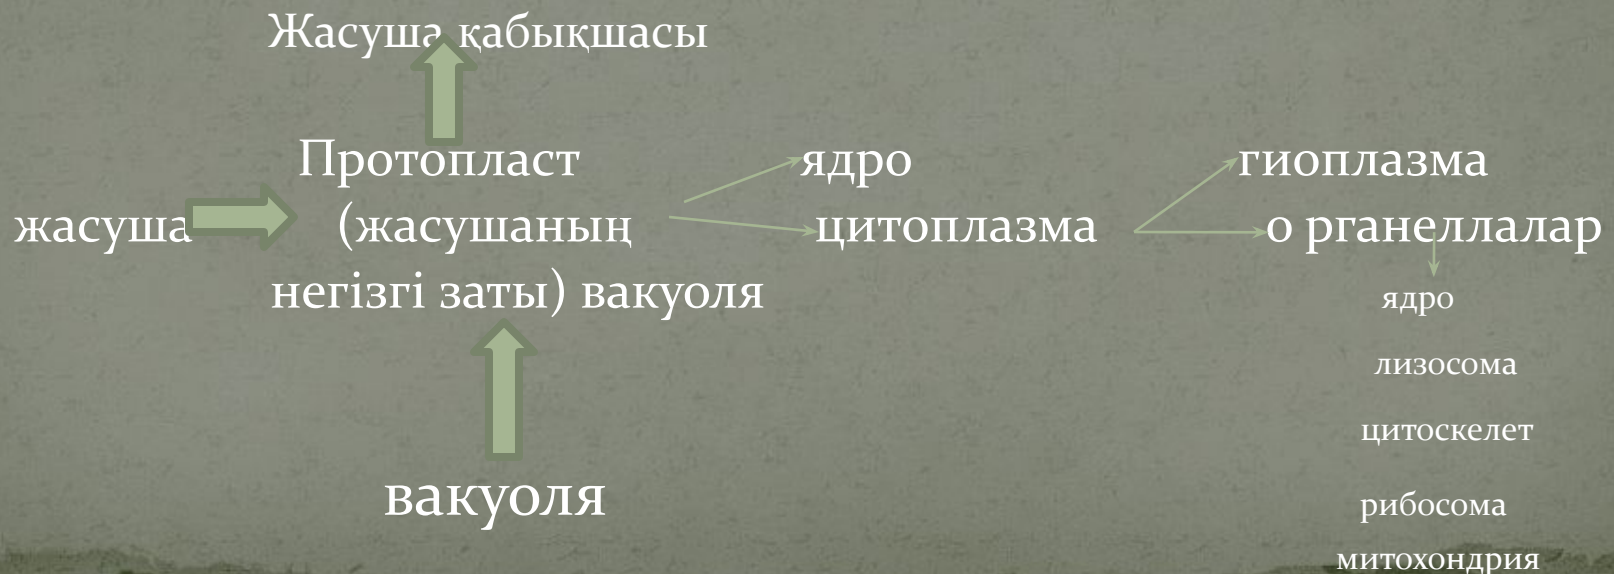 Жасуша қабықшасы
Протопласт ядро гиоплазма
жасуша (жасушаның цитоплазма о рганеллалар
негізгі заты) вакуоля
ядро
лизосома
цитоскелет
вакуоля
рибосома
митохондрия